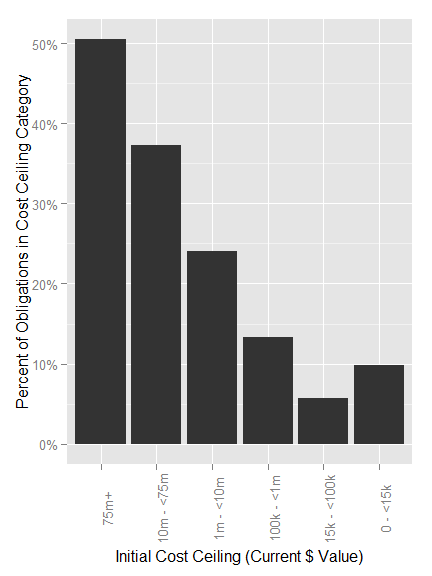 Percent of Obligations in Cost Ceiling Category
50%
40%
30%
20%
10%
0%
75m+
10m - <75m
1m - <10m
100k - <1m
15k - <100k
0 - <15k
Initial Cost Ceiling (Current $ Value)